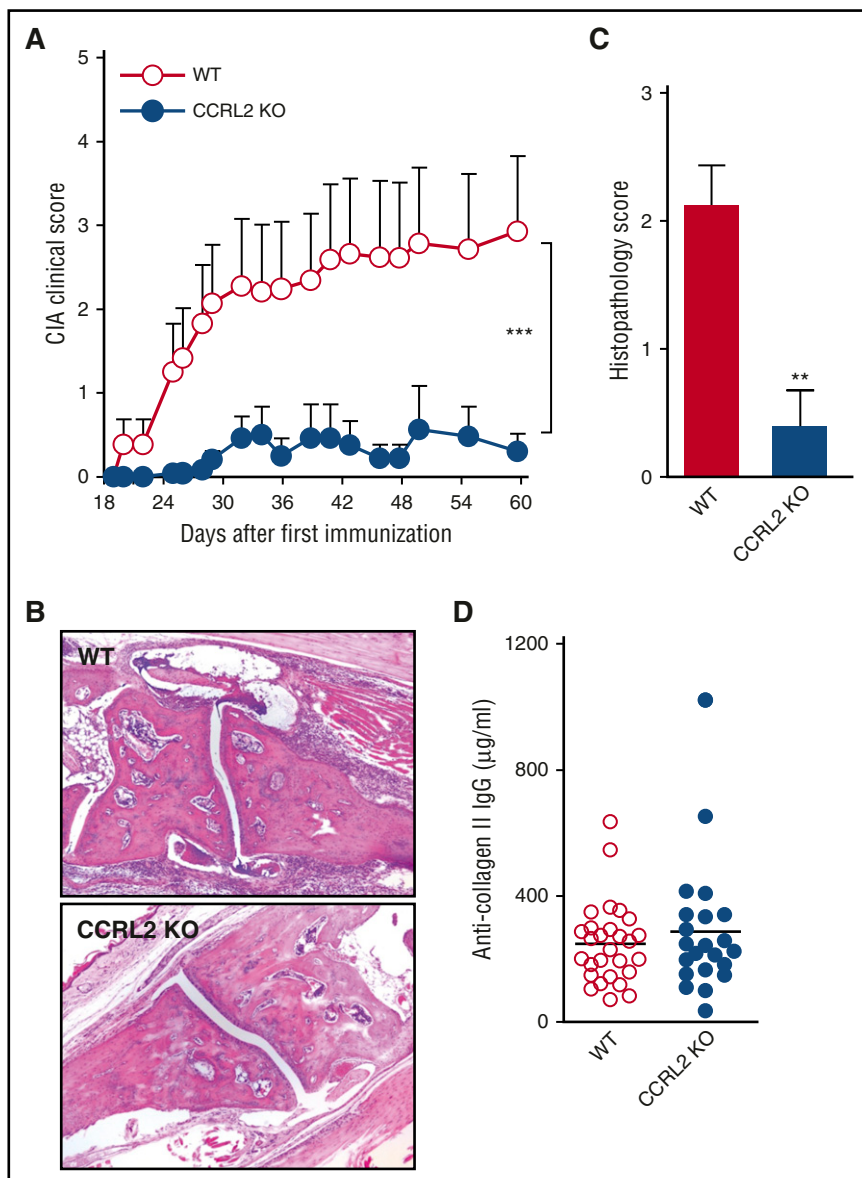 A
5
4
3
2
1
0
CIA clinical score
WT
CCRL2 KO
***
18 24 30 36 42 48 54 60
Days after first immunization
C
3
2
1
0
Histopathology score
**
WT
CCRL2 KO
B
WT
CCRL2 KO
D
1200
800
400
0
Anti-collagen II IgG (µg/ml)
WT
CCRL2 KO